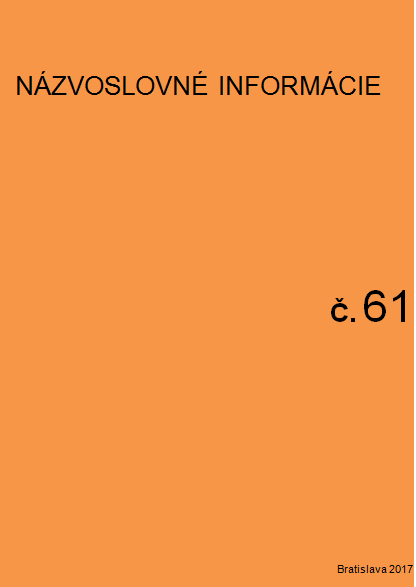 NÁZVOSLOVNÉ INFORMÁCIE
č. 61
Bratislava 2017